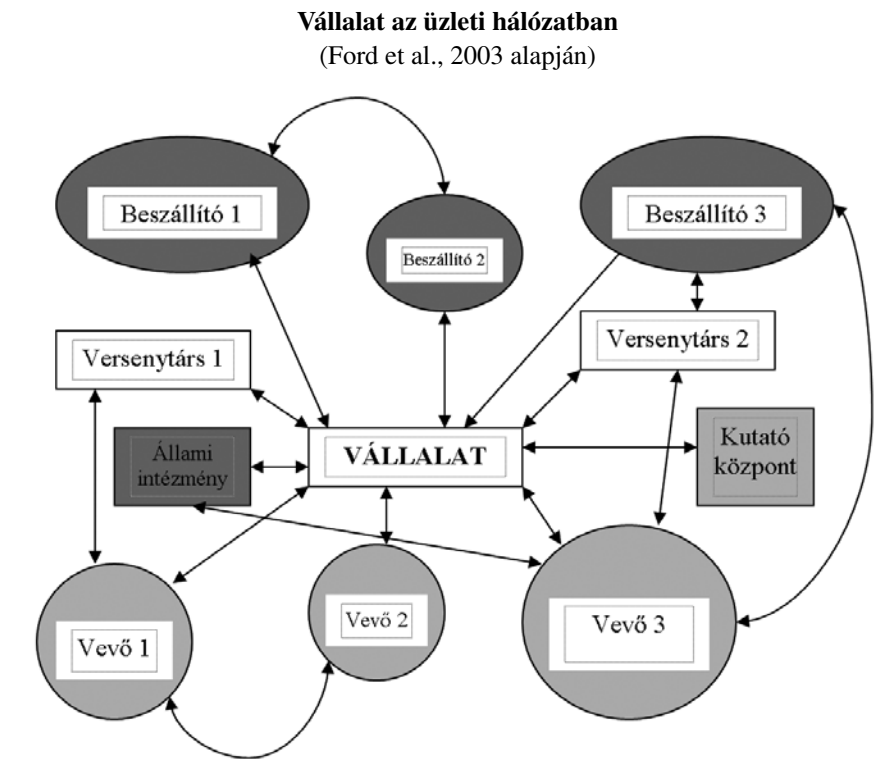 Vállalat az üzleti hálózatban
(Ford et al., 2003 alapján)
Beszállító 1
Beszállító 2
Beszállító 3
Versenytárs 1
Versenytárs 2
Állami
intézmény
VÁLLALAT
Kutató
központ
Vevő 1
Vevő 2
Vevő 3